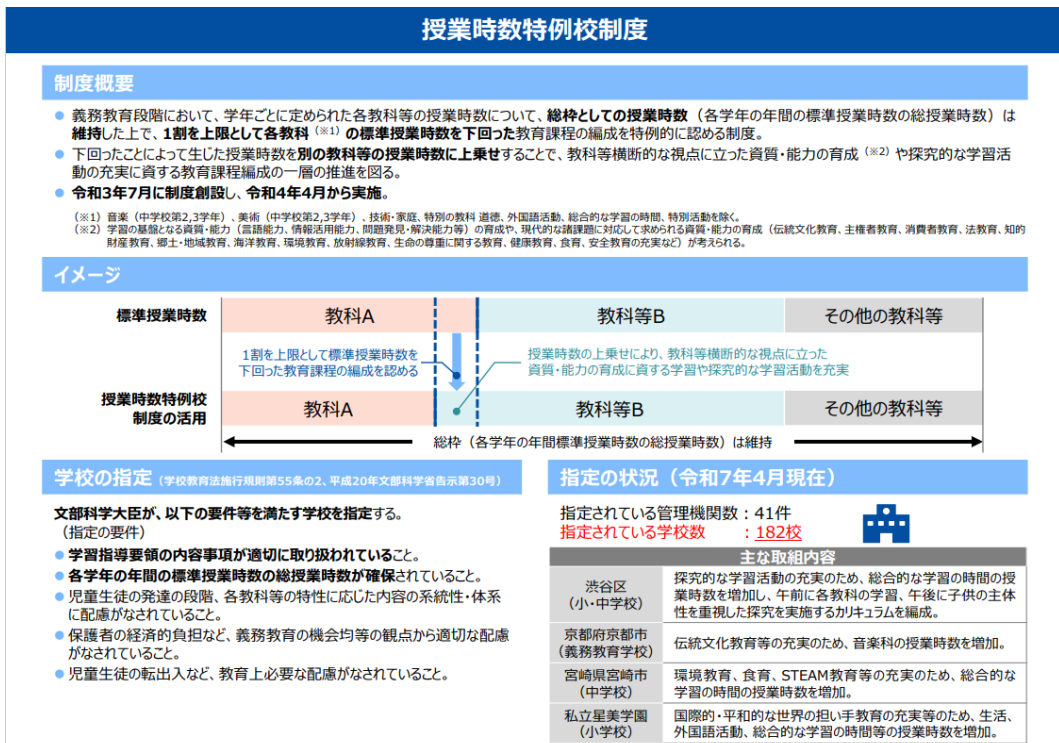 授業時数特例校制度
制度概要
● 義務教育段階において、学年ごとに定められた各教科等の授業時数について、総枠としての授業時数（各学年の年間の標準授業時数の総授業時数）は
維持した上で、1割を上限として各教科（※1）の標準授業時数を下回った教育課程の編成を特例的に認める制度。
● 下回ったことによって生じた授業時数を別の教科等の授業時数に上乗せすることで、教科等横断的な視点に立った資質・能力の育成（※2）や探究的な学習活
動の充実に資する教育課程編成の一層の推進を図る。
● 令和3年7月に制度創設し、令和4年4月から実施。
（※1）音楽（中学校第2,3学年）、美術（中学校第2,3学年）、技術・家庭、特別の教科 道徳、外国語活動、総合的な学習の時間、特別活動を除く。
（※2）学習の基盤となる資質・能力（言語能力、情報活用能力、問題発見・解決能力等）の育成や、現代的な諸課題に対応して求められる資質・能力の育成（伝統文化教育、主権者教育、消費者教育、法教育、知的
財産教育、郷土・地域教育、海洋教育、環境教育、放射線教育、生命の尊重に関する教育、健康教育、食育、安全教育の充実など）が考えられる。
イメージ
標準授業時数
教科A
教科等B
その他の教科等
1割を上限として標準授業時数を
下回った教育課程の編成を認める
授業時数の上乗せにより、教科等横断的な視点に立った
資質・能力の育成に資する学習や探究的な学習活動を充実
授業時数特例校
制度の活用
教科A
教科等B
その他の教科等
総枠（各学年の年間標準授業時数の総授業時数）は維持
学校の指定（学校教育法施行規則第55条の2、平成20年文部科学省告示第30号）
文部科学大臣が、以下の要件等を満たす学校を指定する。
（指定の要件）
● 学習指導要領の内容事項が適切に取り扱われていること。
● 各学年の年間の標準授業時数の総授業時数が確保されていること。
● 児童生徒の発達の段階、各教科等の特性に応じた内容の系統性・体系
に配慮がなされていること。
● 保護者の経済的負担など、義務教育の機会均等の観点から適切な配慮
がなされていること。
● 児童生徒の転出入など、教育上必要な配慮がなされていること。
指定の状況（令和7年4月現在）
指定されている管理機関数：41件
指定されている学校数 ：182校
主な取組内容
渋谷区
（小・中学校）
探究的な学習活動の充実のため、総合的な学習の時間の授
業時数を増加し、午前に各教科の学習、午後に子供の主体
性を重視した探究を実施するカリキュラムを編成。
京都府京都市
（義務教育学校）
伝統文化教育等の充実のため、音楽科の授業時数を増加。
宮崎県宮崎市
（中学校）
環境教育、食育、STEAM教育等の充実のため、総合的な
学習の時間の授業時数を増加。
私立星美学園
（小学校）
国際的・平和的な世界の担い手教育の充実等のため、生活、
外国語活動、総合的な学習の時間等の授業時数を増加。